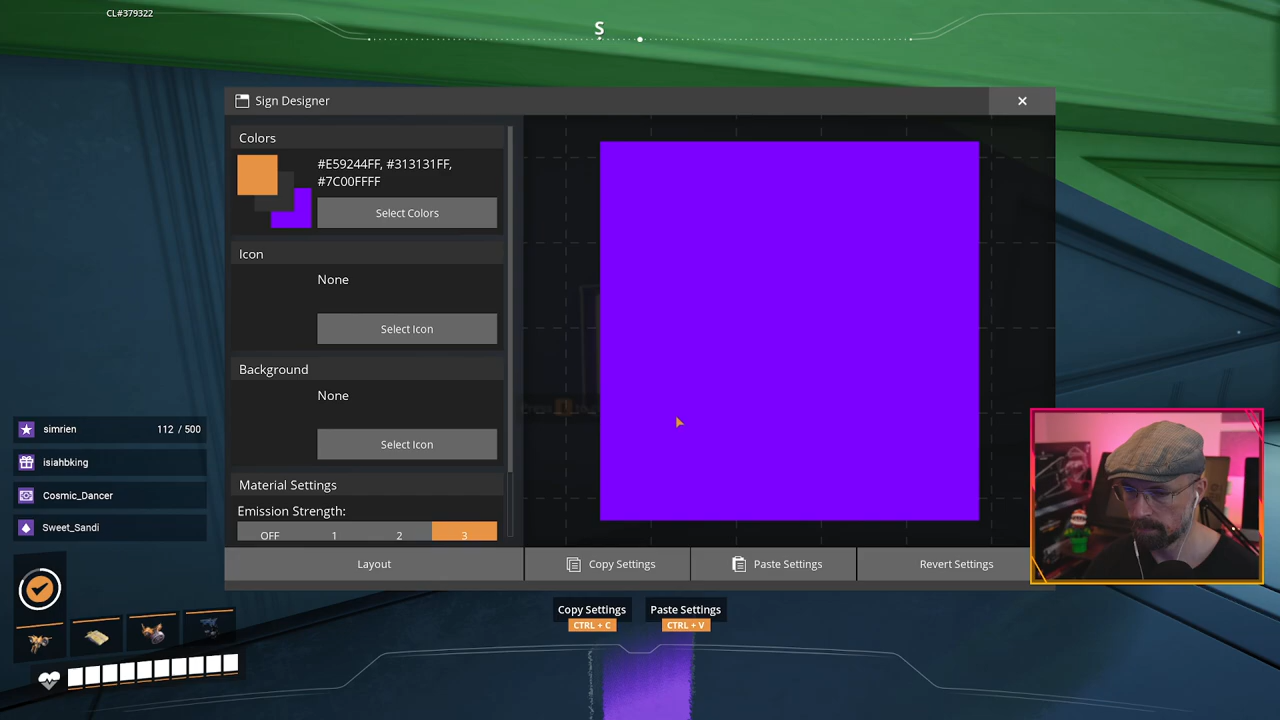 CL#379322
S
Sign Designer
Colors
#E59244FF, #313131FF,
#7C00FFFF
Select Colors
Icon
None
Select Icon
Background
None
Select Icon
Material Settings
Emission Strength:
OFF 1 2 3
Layout
Copy Settings
Paste Settings
Revert Settings
Copy Settings
CTRL + C
Paste Settings
CTRL + V
simrien 112 / 500
isiahbking
Cosmic_Dancer
Sweet_Sandi